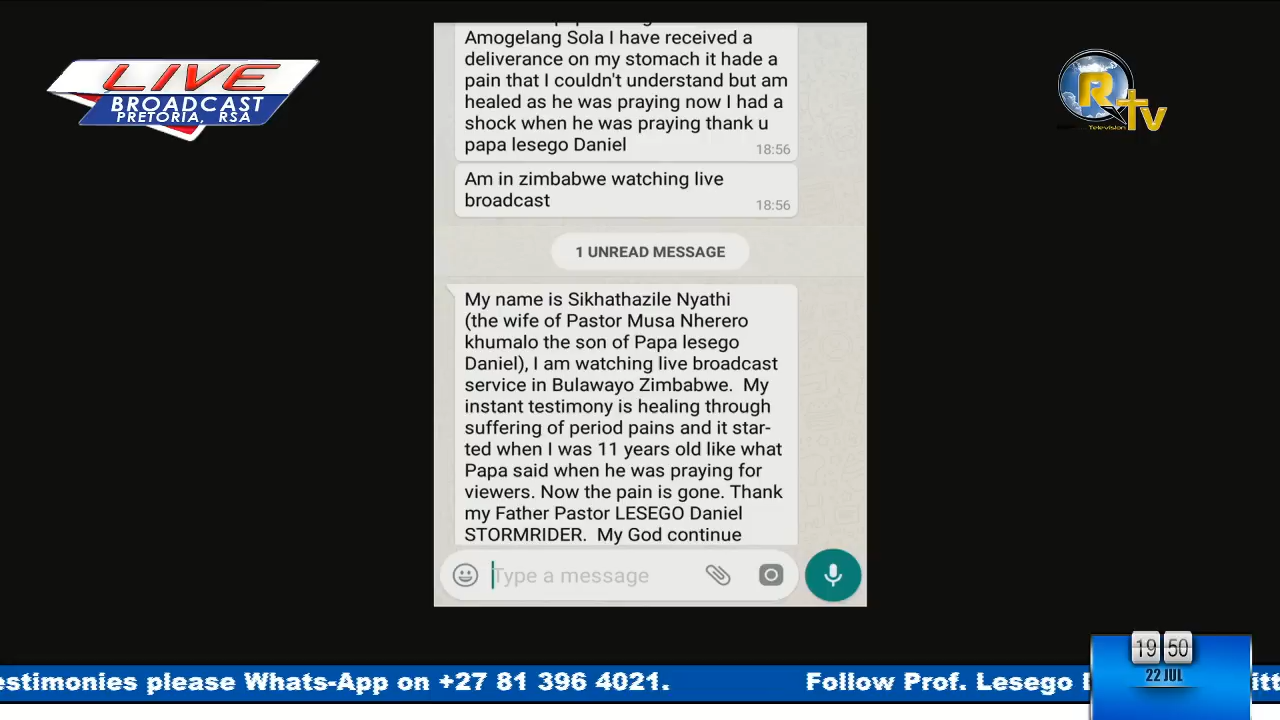 LIVE
BROADCAST
PRETORIA, RSA
R
tv
Television
Amogelang Sola I have received a
deliverance on my stomach it hade a
pain that I couldn't understand but am
healed as he was praying now I had a
shock when he was praying thank u
papa lesego Daniel
18:56
Am in zimbabwe watching live
broadcast
18:56
1 UNREAD MESSAGE
My name is Sikhathazile Nyathi
(the wife of Pastor Musa Nherero
khumalo the son of Papa lesego
Daniel), I am watching live broadcast
service in Bulawayo Zimbabwe.  My
instant testimony is healing through
suffering of period pains and it star-
ted when I was 11 years old like what
Papa said when he was praying for
viewers. Now the pain is gone. Thank
my Father Pastor LESEGO Daniel
STORMRIDER.  My God continue
Type a message
19 50
22 JUL
estimonies please Whats-App on +27 81 396 4021.
Follow Prof. Lesego